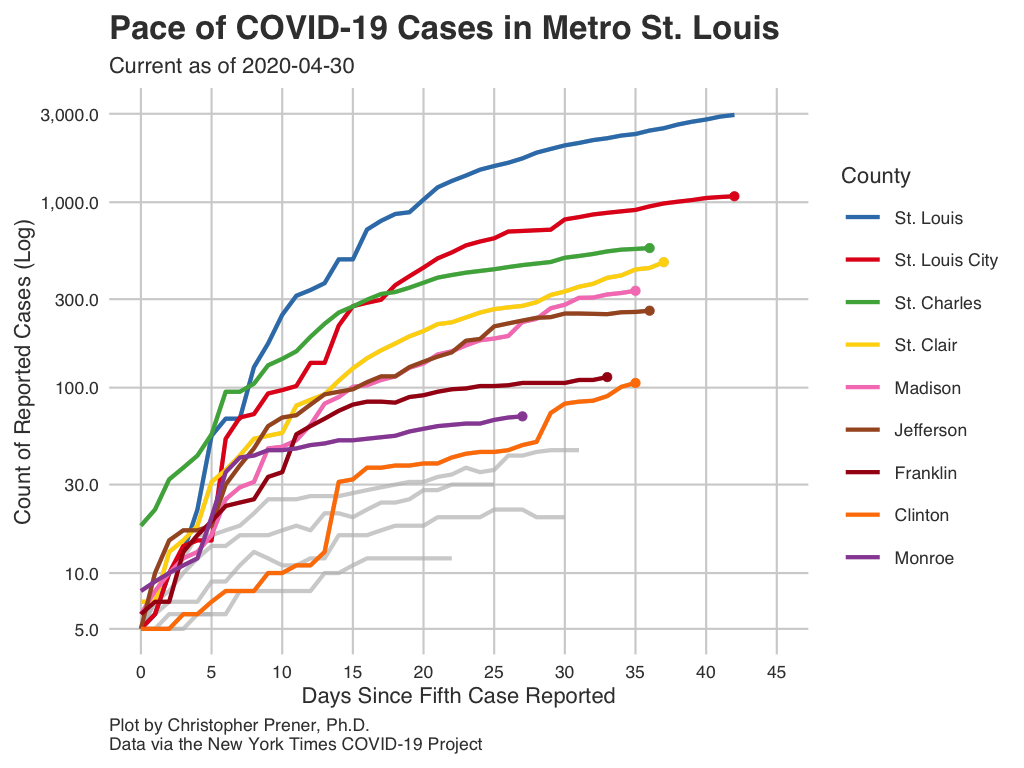 Pace of COVID-19 Cases in Metro St. Louis
Current as of 2020-04-30
Count of Reported Cases (Log)
3,000.0
1,000.0
300.0
100.0
30.0
10.0
5.0
0 5 10 15 20 25 30 35 40 45
Days Since Fifth Case Reported
County
St. Louis
St. Louis City
St. Charles
St. Clair
Madison
Jefferson
Franklin
Clinton
Monroe
Plot by Christopher Prener, Ph.D.
Data via the New York Times COVID-19 Project